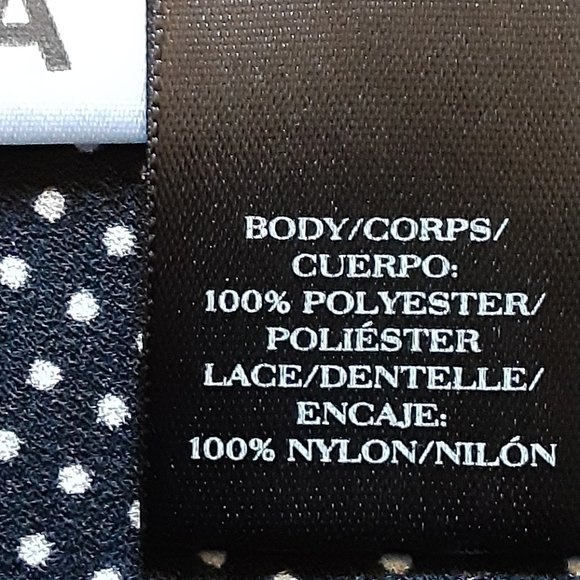 A
BODY/CORPS/
CUERPO:
100% POLYESTER/
POLIÉSTER
LACE/DENTELLE/
ENCAJE:
100% NYLON/NILÓN